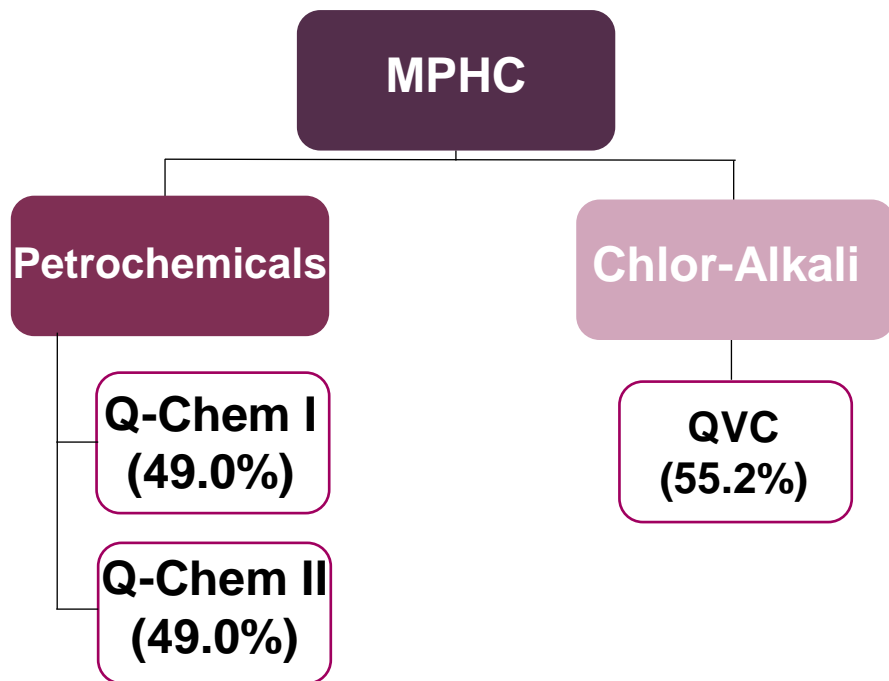 MPHC
Petrochemicals
Chlor-Alkali
Q-Chem I
(49.0%)
QVC
(55.2%)
Q-Chem II
(49.0%)